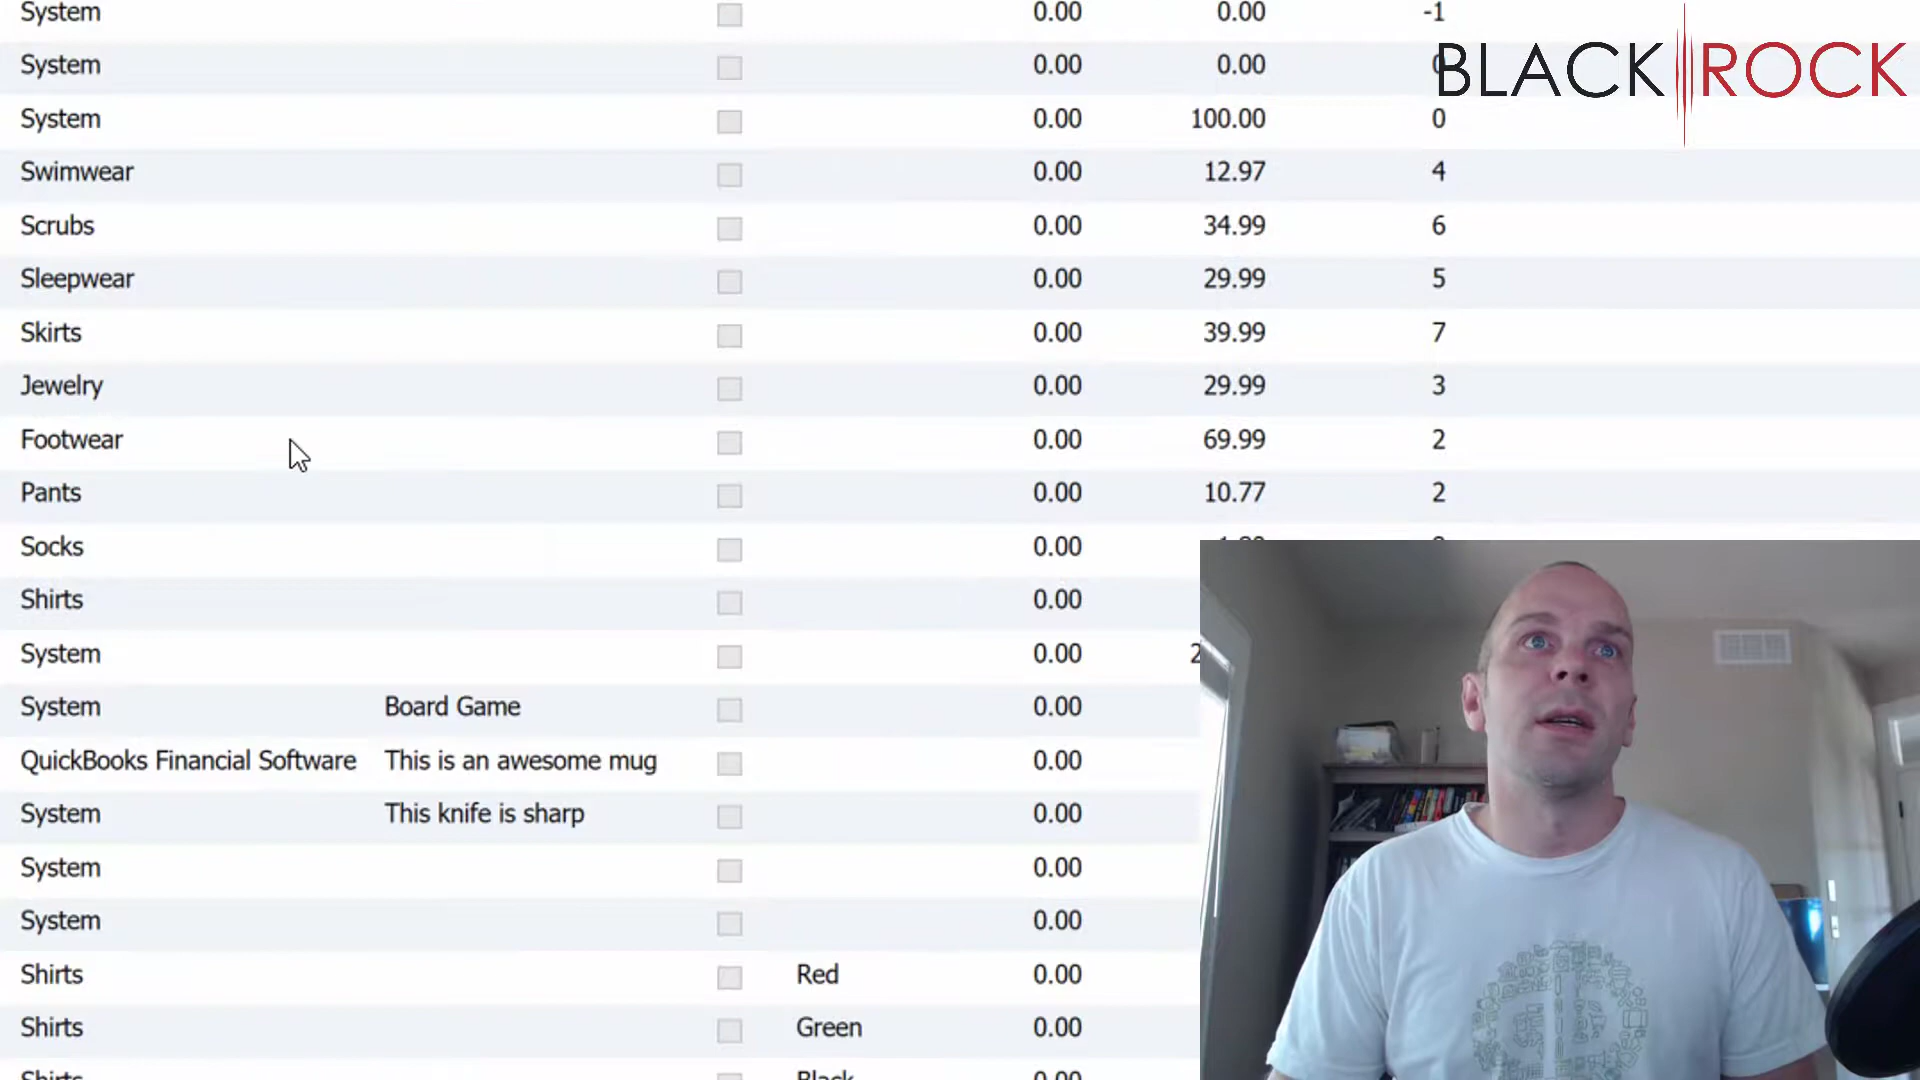 System 0.00 0.00 -1
BLACK ROCK
System 0.00 0.00
System 0.00 100.00 0
Swimwear 0.00 12.97 4
Scrubs 0.00 34.99 6
Sleepwear 0.00 29.99 5
Skirts 0.00 39.99 7
Jewelry 0.00 29.99 3
Footwear 0.00 69.99 2
Pants 0.00 10.77 2
Socks 0.00
Shirts 0.00
System 0.00 2
System Board Game 0.00
QuickBooks Financial Software This is an awesome mug 0.00
System This knife is sharp 0.00
System 0.00
System 0.00
Shirts Red 0.00
Shirts Green 0.00
Shirts Black 0.00